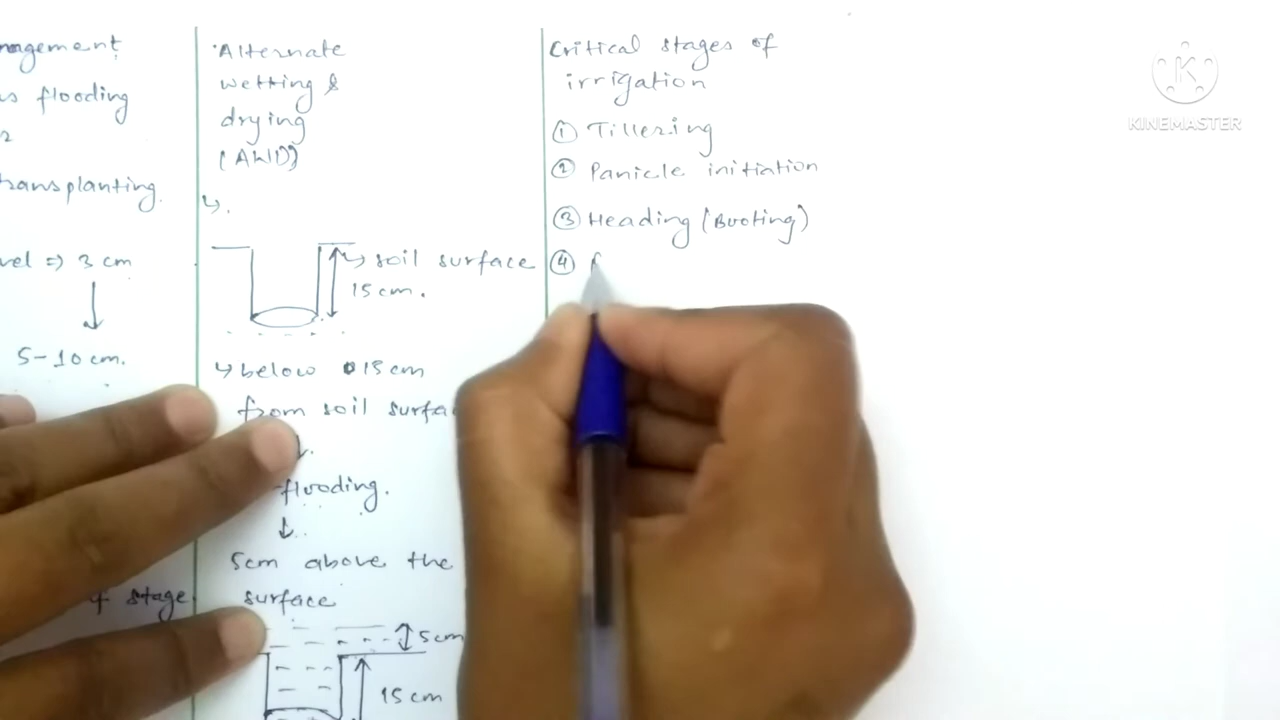 nagement
s flooding
transplanting.
vel => 3 cm
5-10 cm.
stage
Alternate
wetting &
drying
(AWD)
soil surface
15 cm.
below 15 cm
from soil surfa
flooding.
5cm above the
surface
5cm
15 cm
Critical stages of
irrigation
① Tillering
② Panicle initiation
③ Heading (Booting)
④
K
KINEMASTER